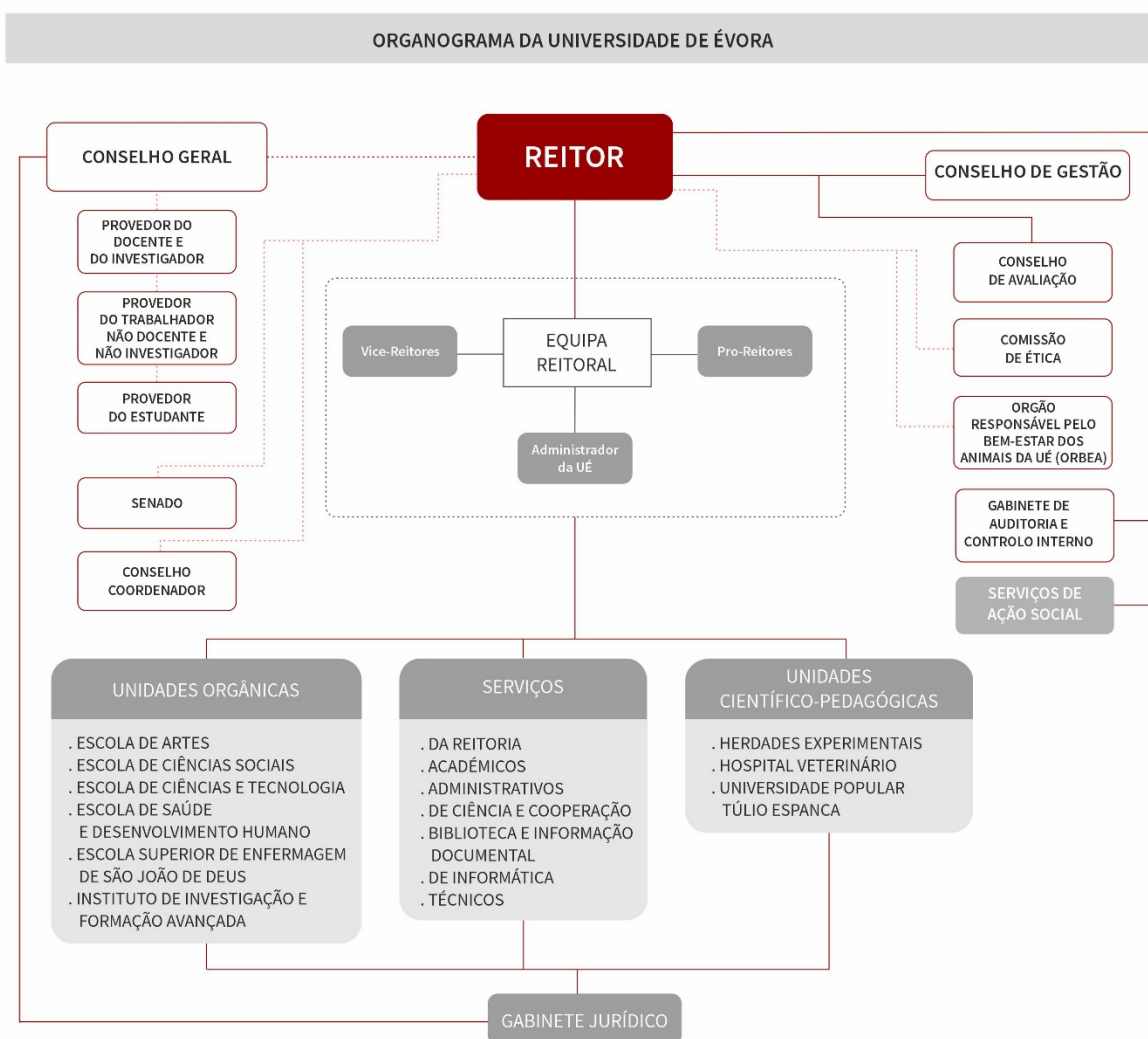 ORGANOGRAMA DA UNIVERSIDADE DE ÉVORA
REITOR
CONSELHO GERAL
PROVEDOR DO
DOCENTE E
DO INVESTIGADOR
PROVEDOR
DO TRABALHADOR
NÃO DOCENTE E
NÃO INVESTIGADOR
PROVEDOR
DO ESTUDANTE
SENADO
CONSELHO
COORDENADOR
EQUIPA
REITORAL
Vice-Reitores
Pro-Reitores
Administrador
da UÉ
CONSELHO DE GESTÃO
CONSELHO
DE AVALIAÇÃO
COMISSÃO
DE ÉTICA
ORGÃO
RESPONSÁVEL PELO
BEM-ESTAR DOS
ANIMAIS DA UÉ (ORBEA)
GABINETE DE
AUDITORIA E
CONTROLO INTERNO
SERVIÇOS DE
AÇÃO SOCIAL
UNIDADES ORGÂNICAS
. ESCOLA DE ARTES
. ESCOLA DE CIÊNCIAS SOCIAIS
. ESCOLA DE CIÊNCIAS E TECNOLOGIA
. ESCOLA DE SAÚDE
E DESENVOLVIMENTO HUMANO
. ESCOLA SUPERIOR DE ENFERMAGEM
DE SÃO JOÃO DE DEUS
. INSTITUTO DE INVESTIGAÇÃO E
FORMAÇÃO AVANÇADA
SERVIÇOS
. DA REITORIA
. ACADÉMICOS
. ADMINISTRATIVOS
. DE CIÊNCIA E COOPERAÇÃO
. BIBLIOTECA E INFORMAÇÃO
DOCUMENTAL
. DE INFORMÁTICA
. TÉCNICOS
UNIDADES
CIENTÍFICO-PEDAGÓGICAS
. HERDADES EXPERIMENTAIS
. HOSPITAL VETERINÁRIO
. UNIVERSIDADE POPULAR
TÚLIO ESPANCA
GABINETE JURÍDICO